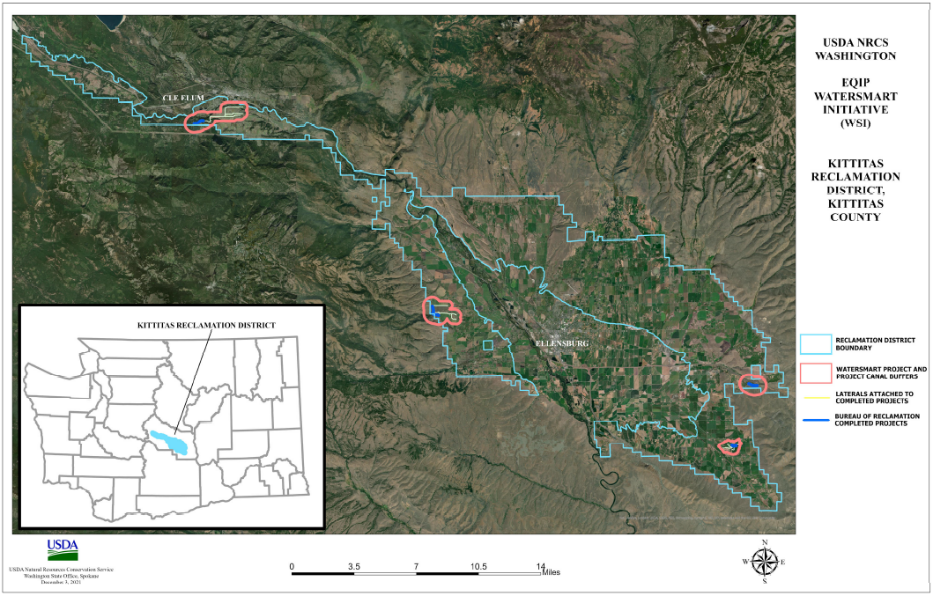 USDA NRCS
WASHINGTON
EQIP
WATERSMART
INITIATIVE
(WSI)
KITTITAS
RECLAMATION
DISTRICT,
KITTITAS
COUNTY
CLE ELUM
ELLENSBURG
KITTITAS RECLAMATION DISTRICT
RECLAMATION DISTRICT
BOUNDARY
WATERSMART PROJECT AND
PROJECT CANAL BUFFERS
LATERALS ATTACHED TO
COMPLETED PROJECTS
BUREAU OF RECLAMATION
COMPLETED PROJECTS
USDA
USDA Natural Resources Conservation Service
Washington State Office, Spokane
December 3, 2021
0 3.5 7 10.5 14
Miles
N
W E
S